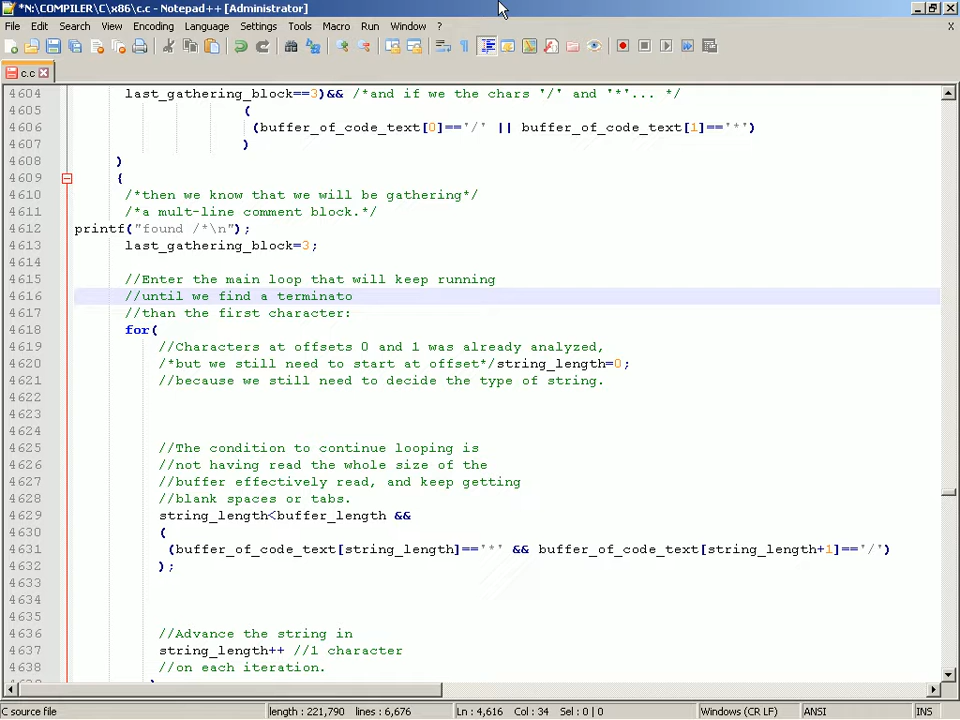 *N:\COMPILER\C\x86\c.c - Notepad++ [Administrator]
File Edit Search View Encoding Language Settings Tools Macro Run Window ? X
c.c
4604 last_gathering_block==3)&& /*and if we the chars '/' and '*'... */
4605 (
4606 (buffer_of_code_text[0]=='/' || buffer_of_code_text[1]=='*')
4607 )
4608 )
4609 {
4610 /*then we know that we will be gathering*/
4611 /*a mult-line comment block.*/
4612 printf("found /*\n");
4613 last_gathering_block=3;
4614
4615 //Enter the main loop that will keep running
4616 //until we find a terminato
4617 //than the first character:
4618 for(
4619 //Characters at offsets 0 and 1 was already analyzed,
4620 /*but we still need to start at offset*/string_length=0;
4621 //because we still need to decide the type of string.
4622
4623
4624
4625 //The condition to continue looping is
4626 //not having read the whole size of the
4627 //buffer effectively read, and keep getting
4628 //blank spaces or tabs.
4629 string_length<buffer_length &&
4630 (
4631 (buffer_of_code_text[string_length]=='*' && buffer_of_code_text[string_length+1]=='/')
4632 );
4633
4634
4635
4636 //Advance the string in
4637 string_length++ //1 character
4638 //on each iteration.
C source file length : 221,790 lines : 6,676 Ln : 4,616 Col : 34 Sel : 0 | 0 Windows (CR LF) ANSI INS